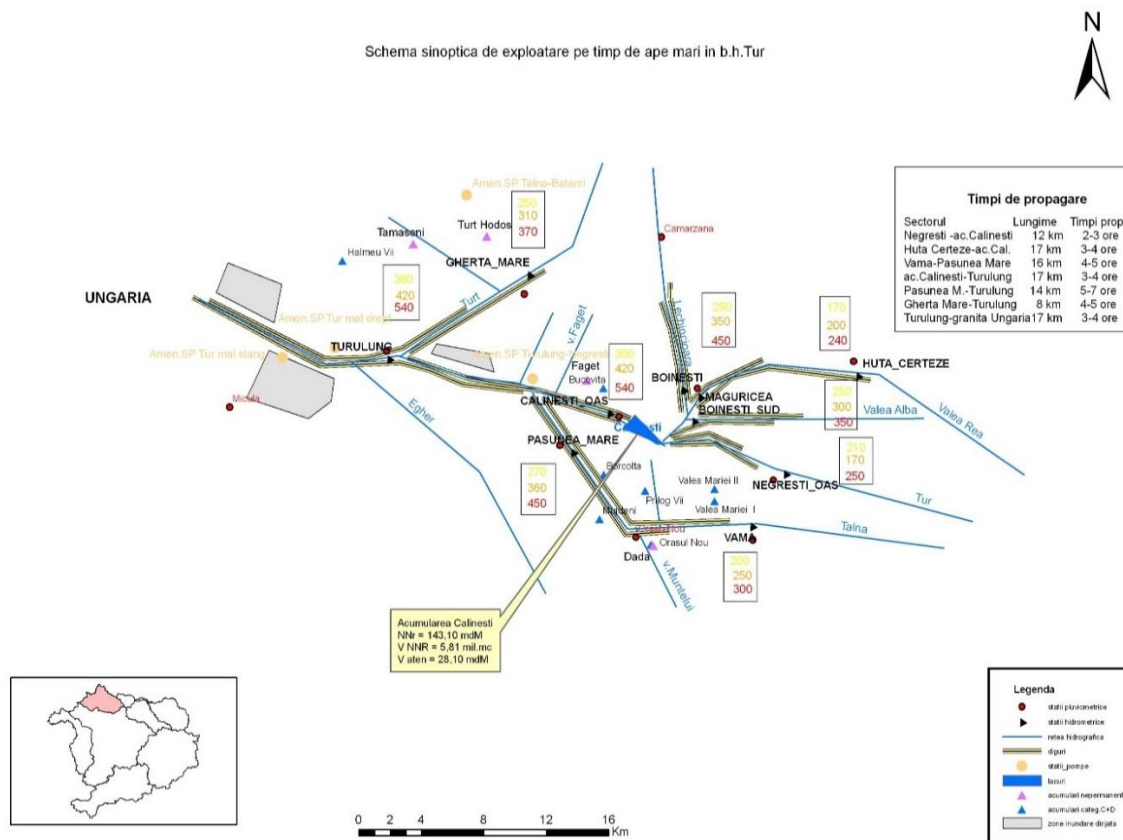 N
Schema sinoptica de exploatare pe timp de ape mari in b.h.Tur
Timpi de propagare
Sectorul Lungime Timpi prop
Negresti -ac.Calinesti 12 km 2-3 ore
Huta Certeze-ac.Cal. 17 km 3-4 ore
Vama-Pasunea Mare 16 km 4-5 ore
ac.Calinesti-Turulung 17 km 3-4 ore
Pasunea M.-Turulung 14 km 5-7 ore
Gherta Mare-Turulung 8 km 4-5 ore
Turulung-granita Ungaria17 km 3-4 ore
Amen.SP Talna-Batarci
250
310
370
Turt Hodos
Tamaseni
Halmeu Vii
GHERTA_MARE
Camarzana
UNGARIA
360
420
540
Turt
Amen.SP.Tur mal drept
TURULUNG
Amen.SP Tur mal stang
Micula
Egher
v.Faget
Amen.SP Turulung-Negresti
350
420
540
Faget
CALINESTI_OAS
Lechincioara
250
350
450
170
200
240
HUTA_CERTEZE
BOINESTI
MAGURICEA
BOINESTI_SUD
250
300
350
Valea Alba
Valea Rea
PASUNEA_MARE
270
360
450
Borcolta
Prilog Vii
Valea Mariei II
Valea Mariei I
210
170
250
NEGRESTI_OAS
Tur
Talna
Orasul Nou
Dada
VAMA
200
250
300
v.Muntelui
Acumularea Calinesti
NNr = 143,10 mdM
V NNR = 5,81 mil.mc
V aten = 28,10 mdM
Legenda
statii pluviometrice
statii hidrometrice
retea hidrografica
diguri
statii_pompe
lacuri
acumulari nepermanent
acumulari categ.C+D
zone inundare dirijata
0 2 4 8 12 16
Km